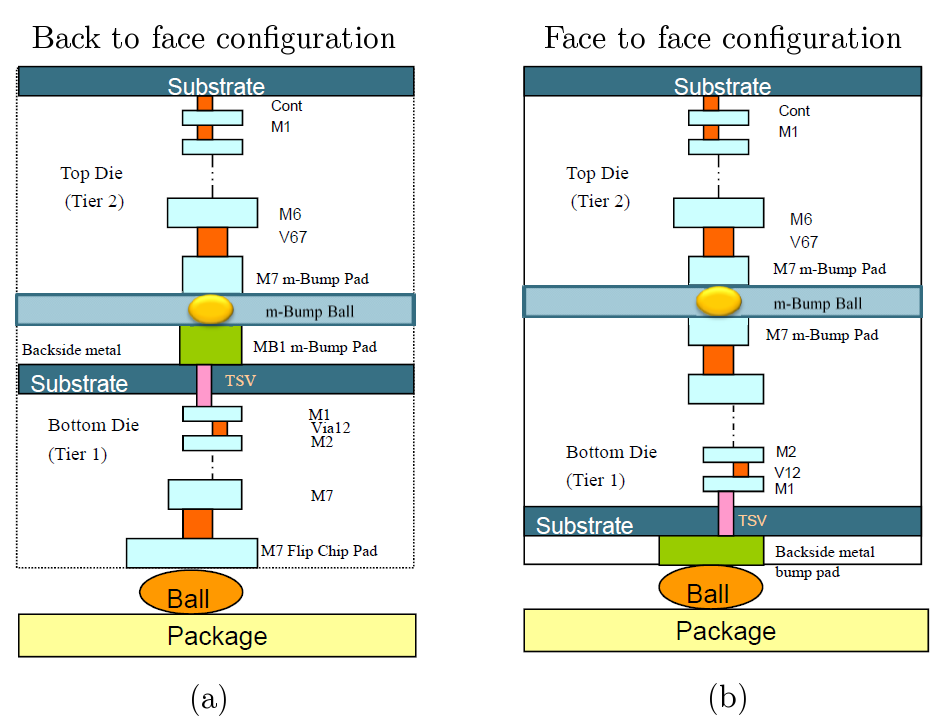 Back to face configuration
Substrate
Cont
M1
Top Die
(Tier 2)
M6
V67
M7 m-Bump Pad
m-Bump Ball
Backside metal
MB1 m-Bump Pad
Substrate
TSV
Bottom Die
(Tier 1)
M1
Via12
M2
M7
M7 Flip Chip Pad
Ball
Package
(a)
Face to face configuration
Substrate
Cont
M1
Top Die
(Tier 2)
M6
V67
M7 m-Bump Pad
m-Bump Ball
M7 m-Bump Pad
Bottom Die
(Tier 1)
M2
V12
M1
Substrate
TSV
Backside metal
bump pad
Ball
Package
(b)